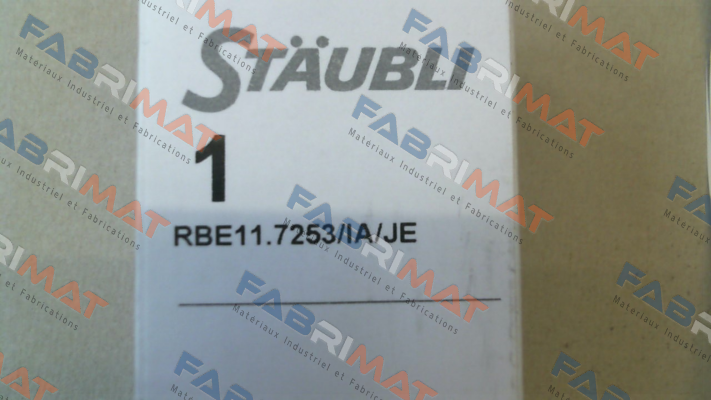 STÄUBLI
1
RBE11.7253/IA/JE
FABRIMAT
Materiaux Industriel et Fabrications